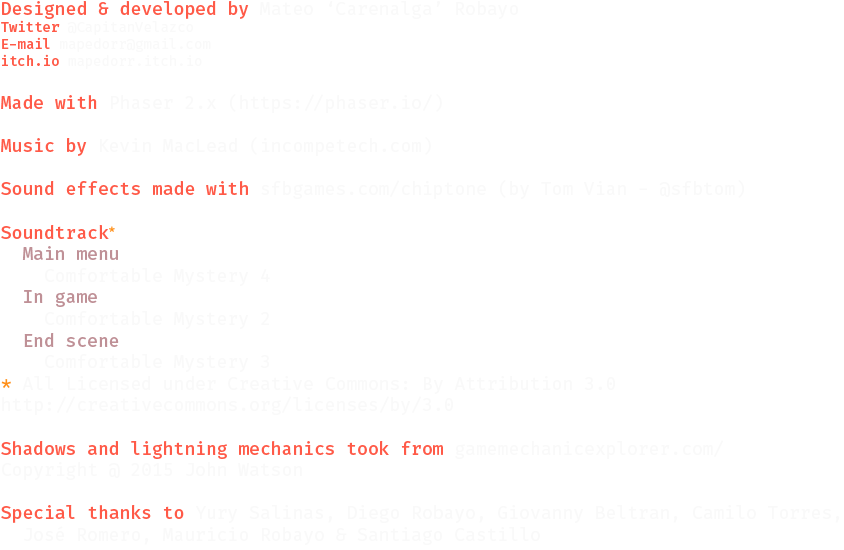 Designed & developed by Mateo 'Carenalga' Robayo
Twitter
E-mail mapedorr@gmail.com
itch.io mapedorr.itch.io
Made with Phaser 2.x (https://phaser.io/)
Music by Kevin MacLead (incompetech.com)
Sound effects made with sfbgames.com/chiptone (by Tom Vian - @sfbtom)
Soundtrack*
Main menu
Comfortable Mystery 4
In game
Comfortable Mystery 2
End scene
Comfortable Mystery 3
* All Licensed under Creative Commons: By Attribution 3.0
http://creativecommons.org/licenses/by/3.0
Shadows and lightning mechanics took from gamemechanicexplorer.com/
Copyright @ 2015 John Watson
Special thanks to Yury Salinas, Diego Robayo, Giovanny Beltran, Camilo Torres,
Jose Romero, Mauricio Robayo & Santiago Castillo